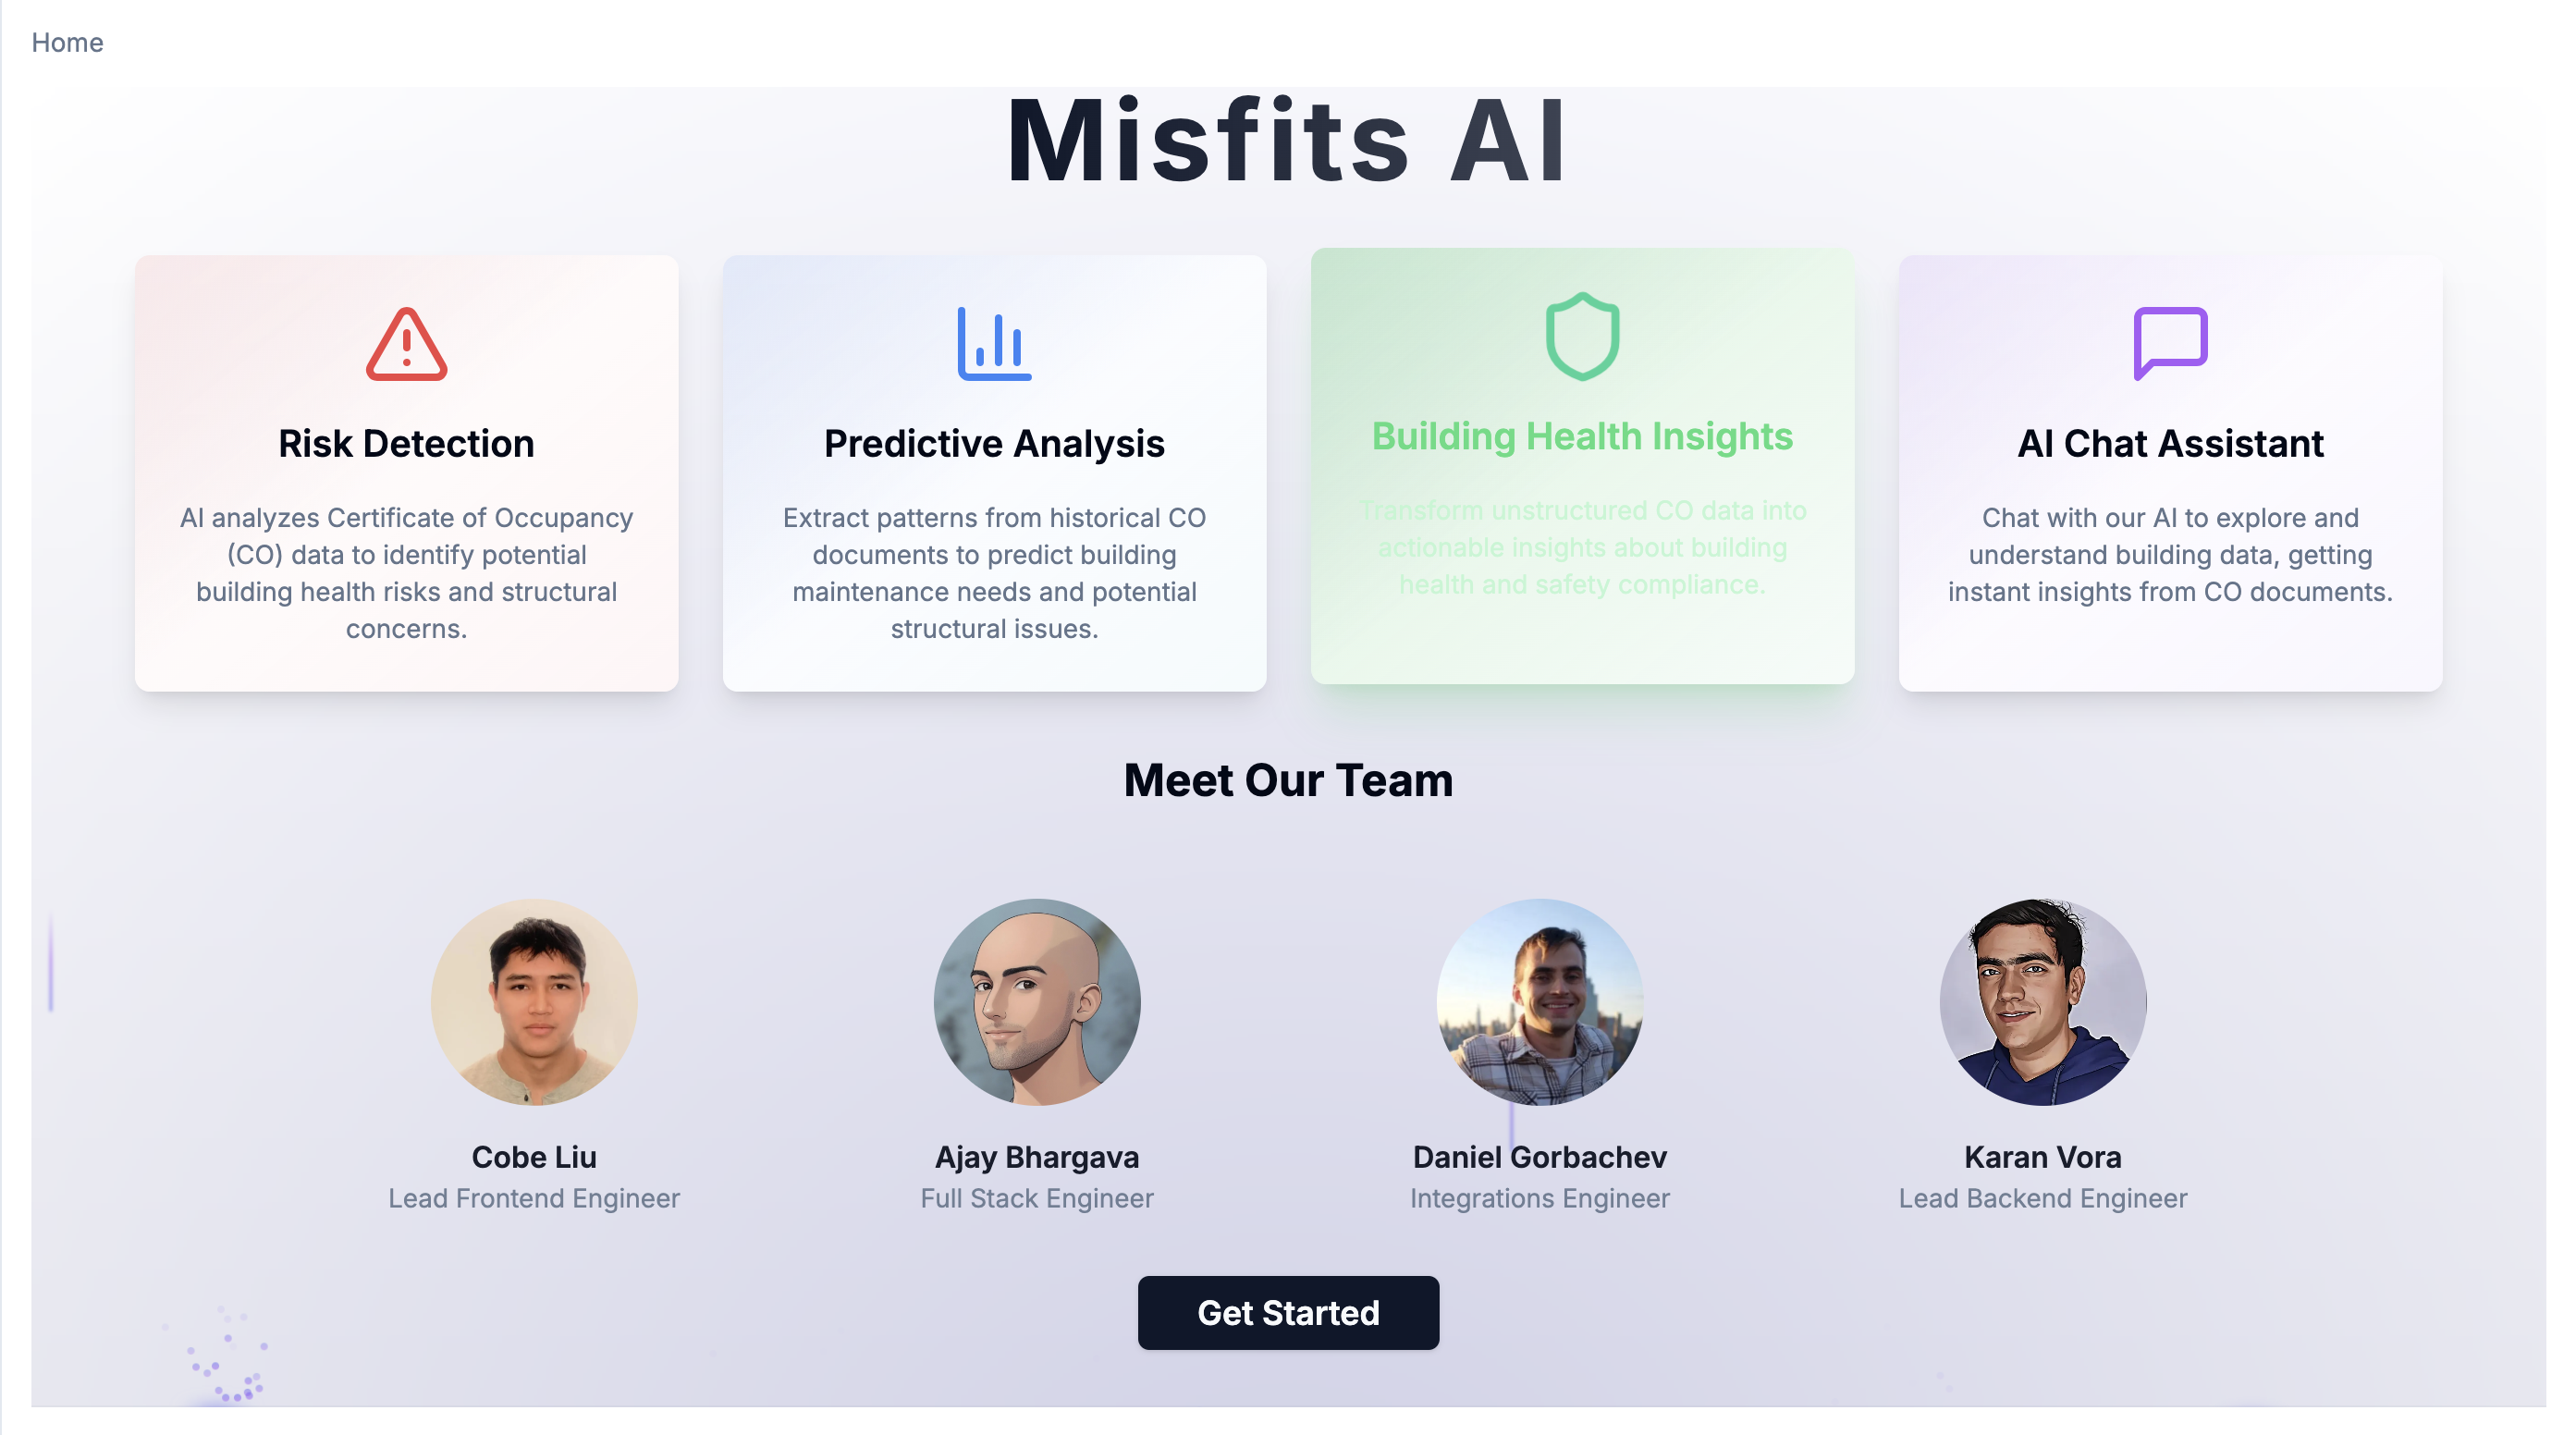 Home
Misfits AI
Risk Detection
AI analyzes Certificate of Occupancy
(CO) data to identify potential
building health risks and structural
concerns.
Predictive Analysis
Extract patterns from historical CO
documents to predict building
maintenance needs and potential
structural issues.
Building Health Insights
Transform unstructured CO data into
actionable insights about building
health and safety compliance.
AI Chat Assistant
Chat with our AI to explore and
understand building data, getting
instant insights from CO documents.
Meet Our Team
Cobe Liu
Lead Frontend Engineer
Ajay Bhargava
Full Stack Engineer
Daniel Gorbachev
Integrations Engineer
Karan Vora
Lead Backend Engineer
Get Started